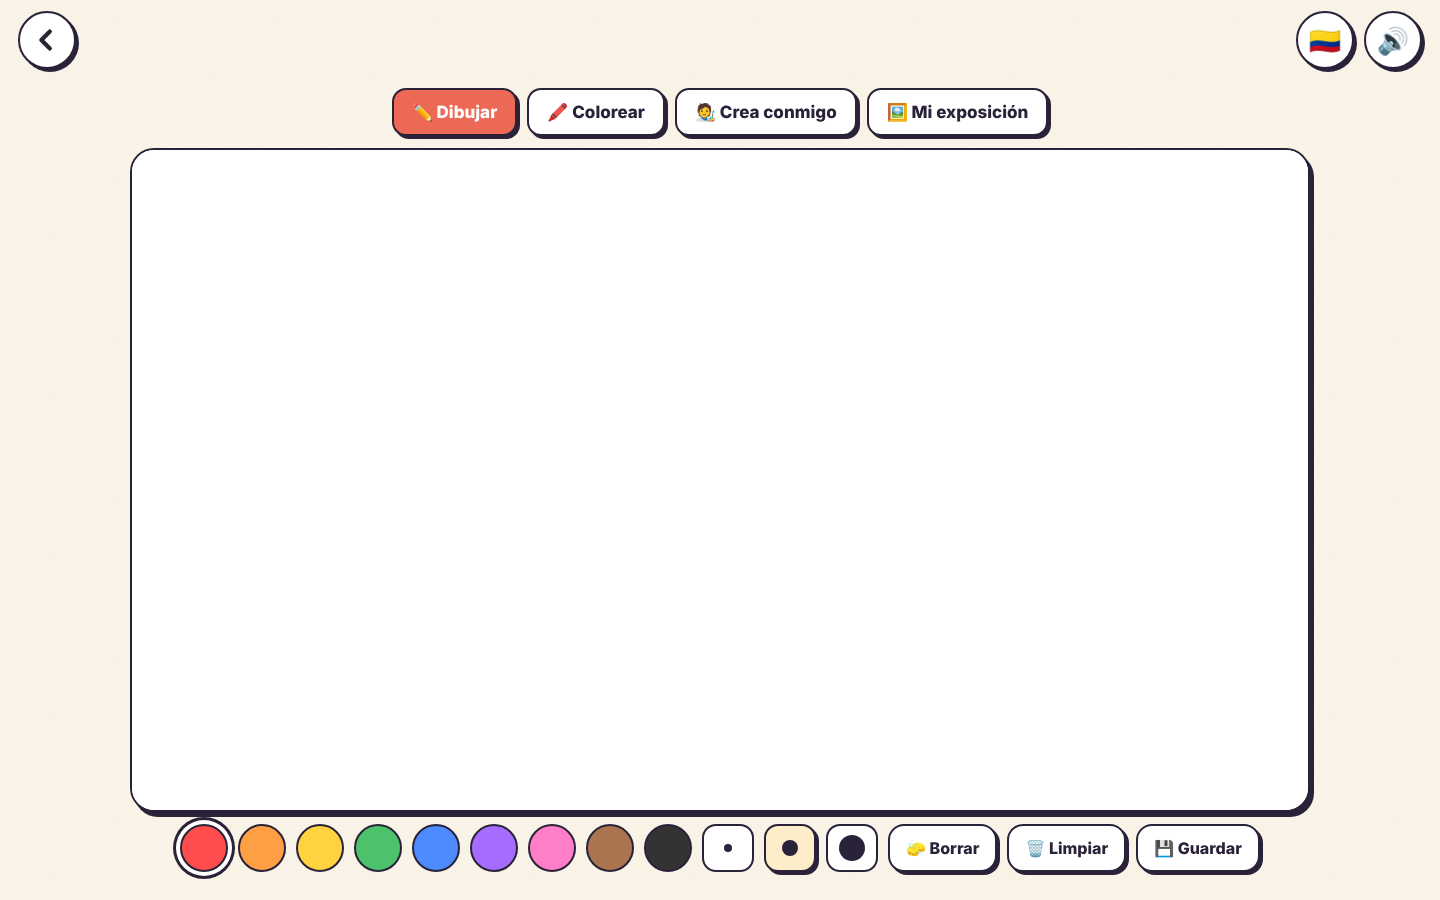 Dibujar
Colorear
Crea conmigo
Mi exposición
Borrar
Limpiar
Guardar